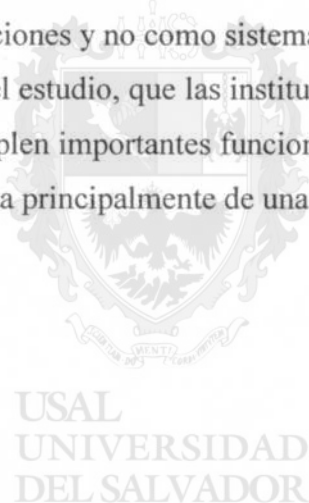 ciones y no como sistema
el estudio, que las institu
plen importantes funcion
a principalmente de una
USAL
UNIVERSIDAD
DEL SALVADOR